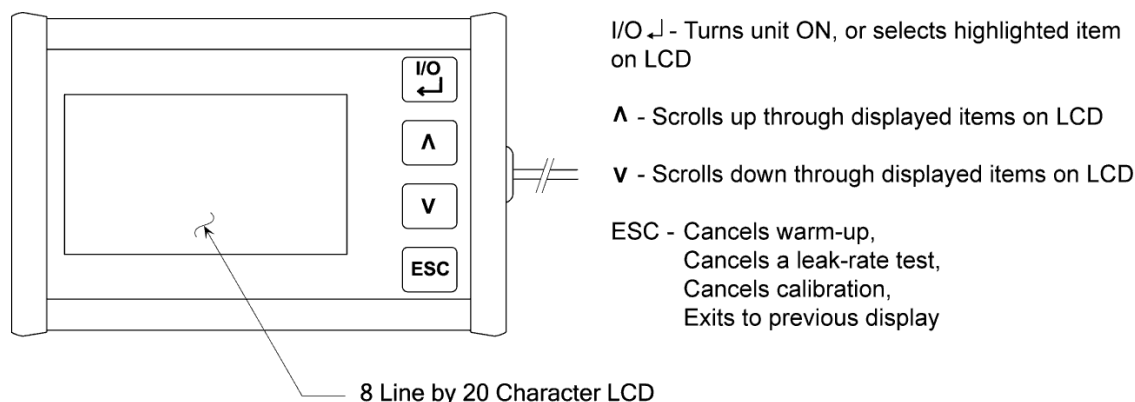 I/O
↵
Λ
V
ESC
I/O ↵ - Turns unit ON, or selects highlighted item
on LCD
Λ - Scrolls up through displayed items on LCD
V - Scrolls down through displayed items on LCD
ESC - Cancels warm-up,
Cancels a leak-rate test,
Cancels calibration,
Exits to previous display
8 Line by 20 Character LCD